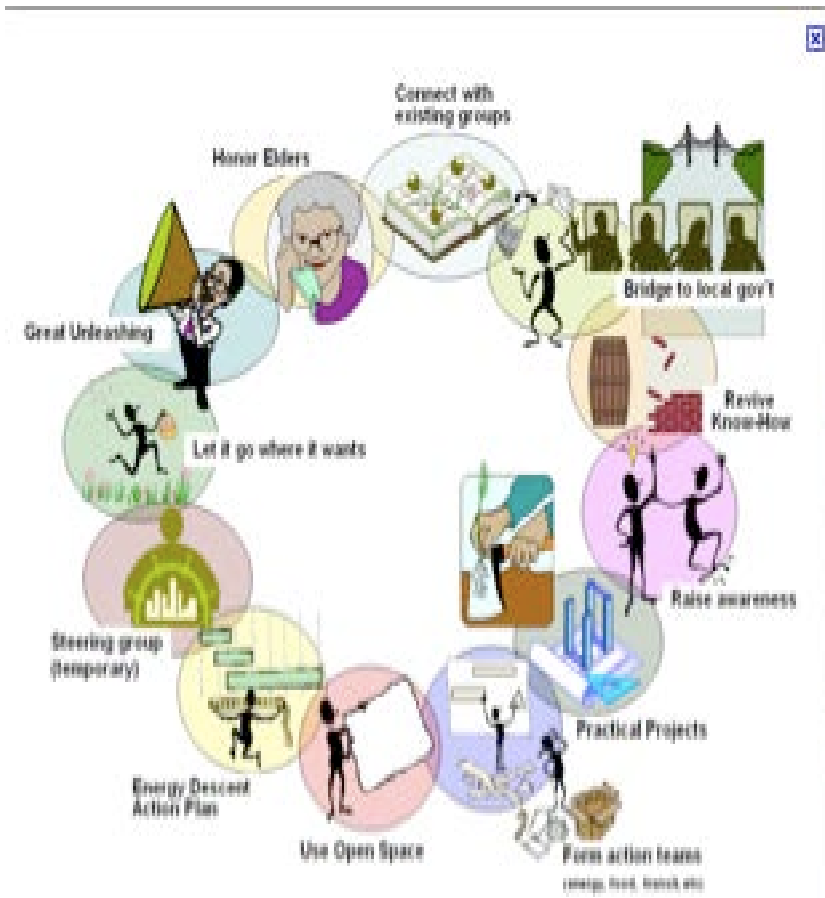 x
Connect with
existing groups
Honor Elders
Bridge to local gov't
Great Unleashing
Revive
Know-How
Let it go where it wants
Raise awareness
Steering group
(temporary)
Practical Projects
Energy Descent
Action Plan
Use Open Space
Form action teams
(energy, food,